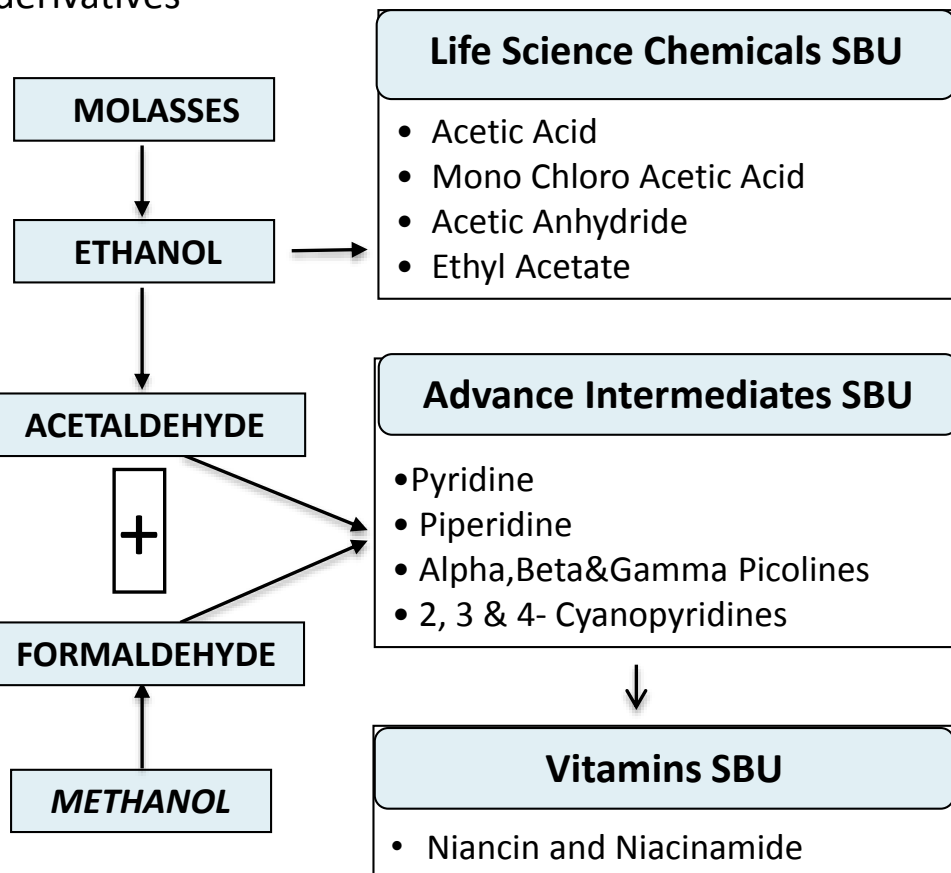 derivatives
MOLASSES
ETHANOL
ACETALDEHYDE
+
FORMALDEHYDE
METHANOL
Life Science Chemicals SBU
• Acetic Acid
• Mono Chloro Acetic Acid
• Acetic Anhydride
• Ethyl Acetate
Advance Intermediates SBU
•Pyridine
• Piperidine
• Alpha,Beta&Gamma Picolines
• 2, 3 & 4- Cyanopyridines
Vitamins SBU
• Niancin and Niacinamide